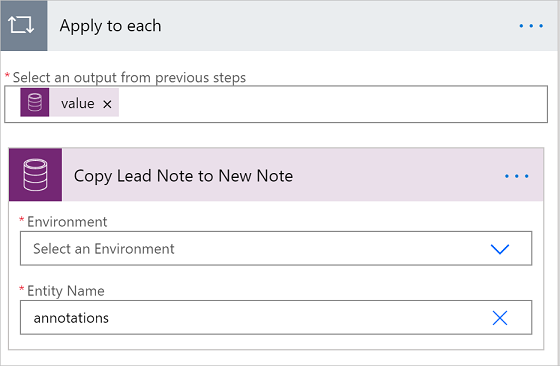 Apply to each
* Select an output from previous steps
value ×
Copy Lead Note to New Note
* Environment
Select an Environment
* Entity Name
annotations